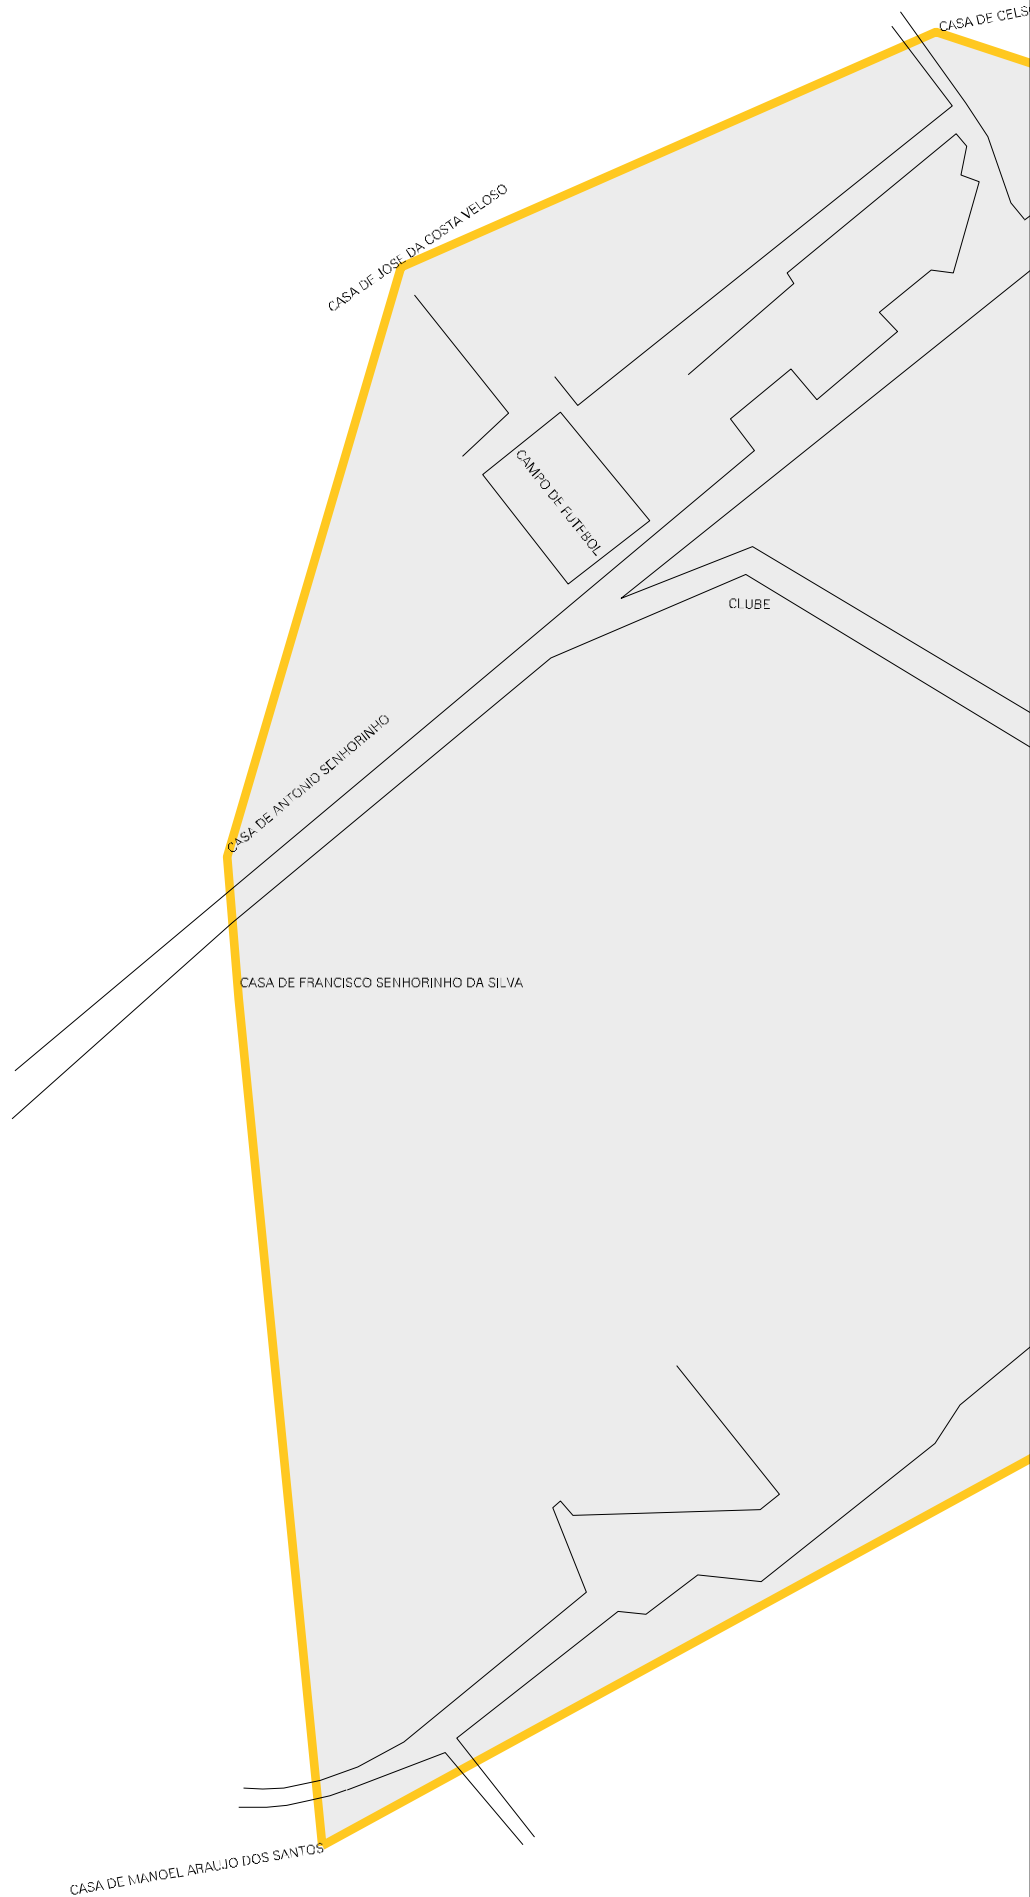 CASA DE CELS
CASA DE JOSE DA COSTA VELOSO
CAMPO DE FUTEBOL
CLUBE
CASA DE ANTONIO SENHORINHO
CASA DE FRANCISCO SENHORINHO DA SILVA
CASA DE MANOEL ARAUJO DOS SANTOS